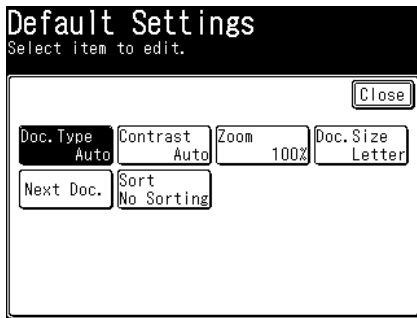 Default Settings
Select item to edit.
Close
Doc.Type Contrast Zoom Doc.Size
Auto Auto 100% Letter
Next Doc. Sort
No Sorting